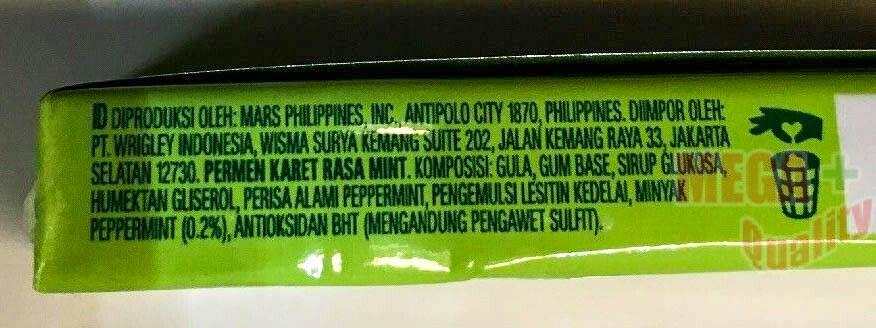 ID DIPRODUKSI OLEH: MARS PHILIPPINES, INC., ANTIPOLO CITY 1870, PHILIPPINES. DIIMPOR OLEH:
PT. WRIGLEY INDONESIA, WISMA SURYA KEMANG SUITE 202, JALAN KEMANG RAYA 33, JAKARTA
SELATAN 12730. PERMEN KARET RASA MINT. KOMPOSISI: GULA, GUM BASE, SIRUP GLUKOSA,
HUMEKTAN GLISEROL, PERISA ALAMI PEPPERMINT, PENGEMULSI LESITIN KEDELAI, MINYAK
PEPPERMINT (0.2%), ANTIOKSIDAN BHT (MENGANDUNG PENGAWET SULFIT).
MEGA+
Quality